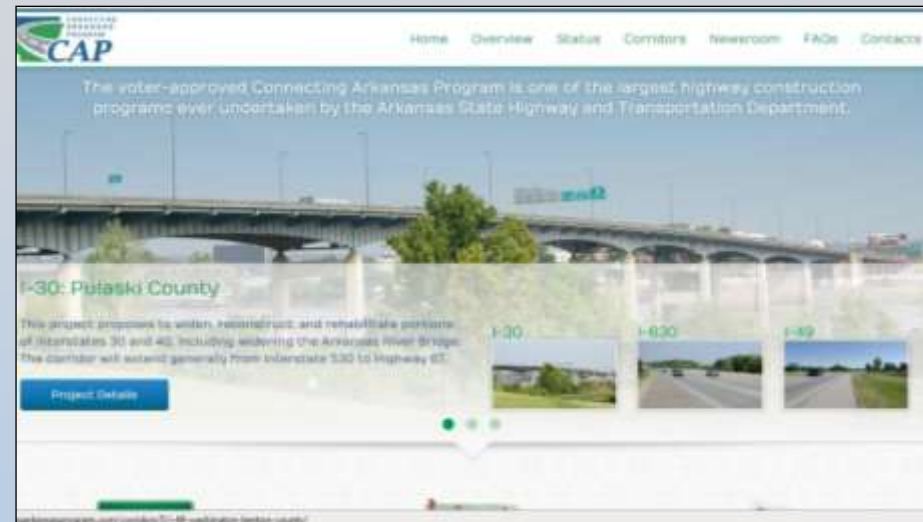 CONNECTING
ARKANSAS
PROGRAM
CAP
Home Overview Status Corridors Newsroom FAQs Contacts
The voter-approved Connecting Arkansas Program is one of the largest highway construction
programs ever undertaken by the Arkansas State Highway and Transportation Department.
I-30: Pulaski County
This project proposes to widen, reconstruct, and rehabilitate portions
of Interstates 30 and 40, including widening the Arkansas River Bridge.
The corridor will extend generally from Interstate 530 to Highway 67.
I-30 I-630 I-49
Project Details